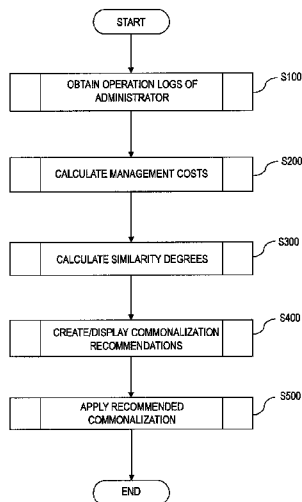 START
S100
OBTAIN OPERATION LOGS OF
ADMINISTRATOR
S200
CALCULATE MANAGEMENT COSTS
S300
CALCULATE SIMILARITY DEGREES
S400
CREATE/DISPLAY COMMONALIZATION
RECOMMENDATIONS
S500
APPLY RECOMMENDED
COMMONALIZATION
END